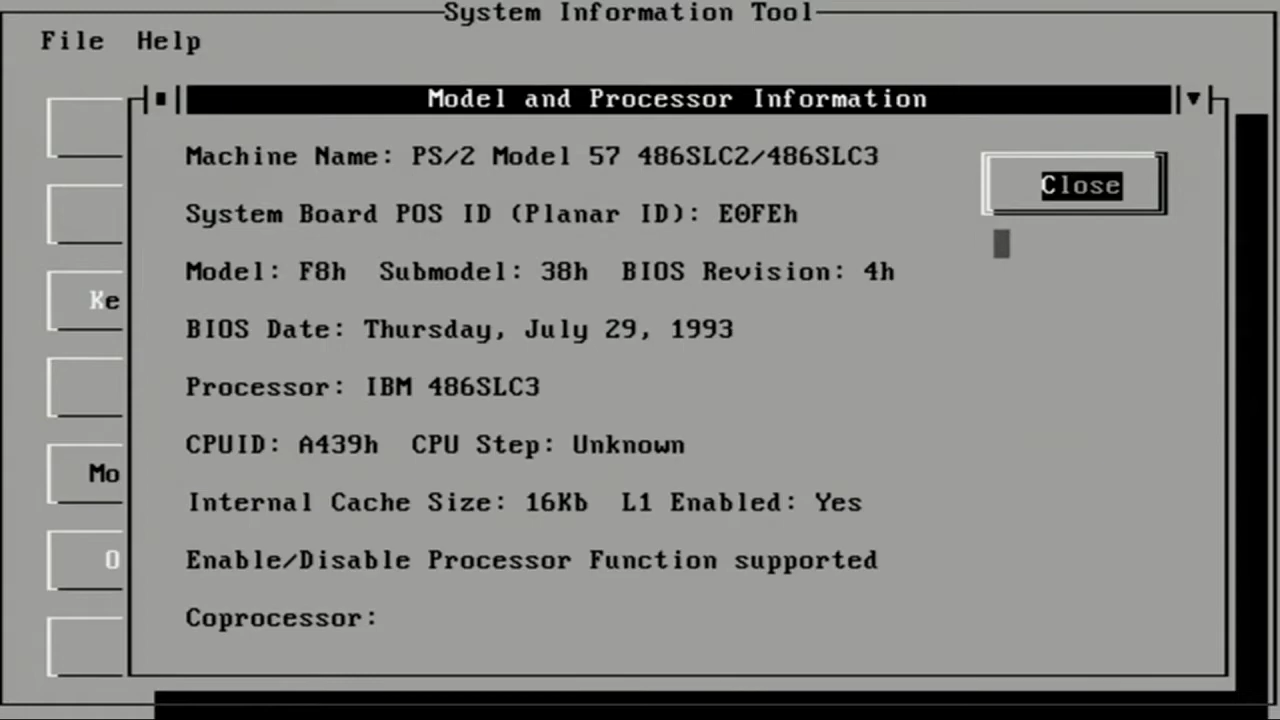 System Information Tool
File Help
Model and Processor Information
Machine Name: PS/2 Model 57 486SLC2/486SLC3
Close
System Board POS ID (Planar ID): E0FEh
Model: F8h Submodel: 38h BIOS Revision: 4h
Ke
BIOS Date: Thursday, July 29, 1993
Processor: IBM 486SLC3
CPUID: A439h CPU Step: Unknown
Mo
Internal Cache Size: 16Kb L1 Enabled: Yes
Enable/Disable Processor Function supported
O
Coprocessor: